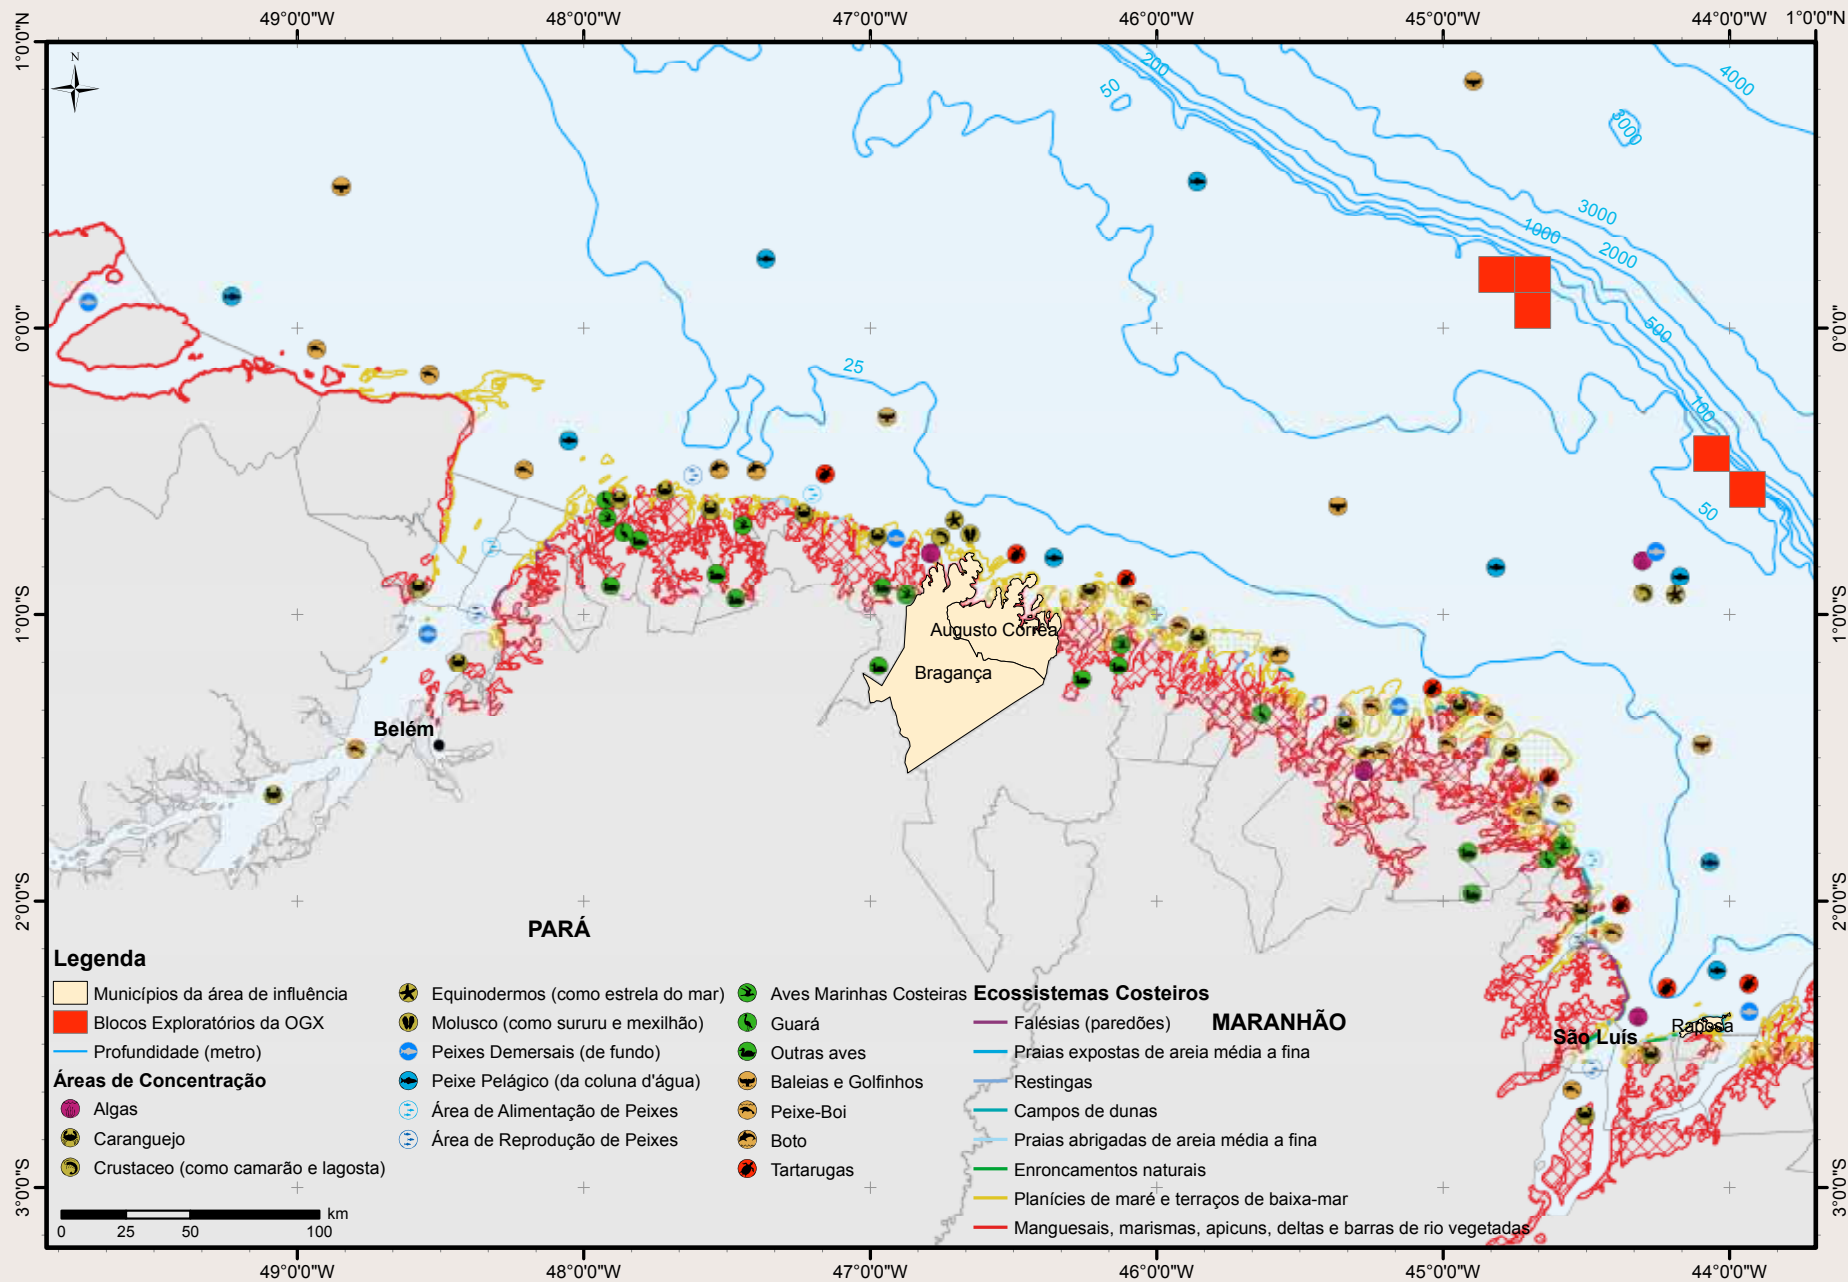 49°0'0"W
48°0'0"W
47°0'0"W
46°0'0"W
45°0'0"W
44°0'0"W
1°0'0"N
1°0'0"N
N
200
50
4000
3000
3000
1000
2000
0°0'0"
500
0°0'0"
25
100
50
1°0'0"S
Augusto Corrêa
1°0'0"S
Bragança
Belém
2°0'0"S
PARÁ
2°0'0"S
MARANHÃO
São Luís
Raposa
Legenda
Municípios da área de influência
Blocos Exploratórios da OGX
Profundidade (metro)
Áreas de Concentração
Algas
Caranguejo
Crustaceo (como camarão e lagosta)
Equinodermos (como estrela do mar)
Molusco (como sururu e mexilhão)
Peixes Demersais (de fundo)
Peixe Pelágico (da coluna d'água)
Área de Alimentação de Peixes
Área de Reprodução de Peixes
Aves Marinhas Costeiras
Guará
Outras aves
Baleias e Golfinhos
Peixe-Boi
Boto
Tartarugas
Ecossistemas Costeiros
Falésias (paredões)
Praias expostas de areia média a fina
Restingas
Campos de dunas
Praias abrigadas de areia média a fina
Enroncamentos naturais
Planícies de maré e terraços de baixa-mar
Manguesais, marismas, apicuns, deltas e barras de rio vegetadas
3°0'0"S
3°0'0"S
km
0 25 50 100
49°0'0"W
48°0'0"W
47°0'0"W
46°0'0"W
45°0'0"W
44°0'0"W